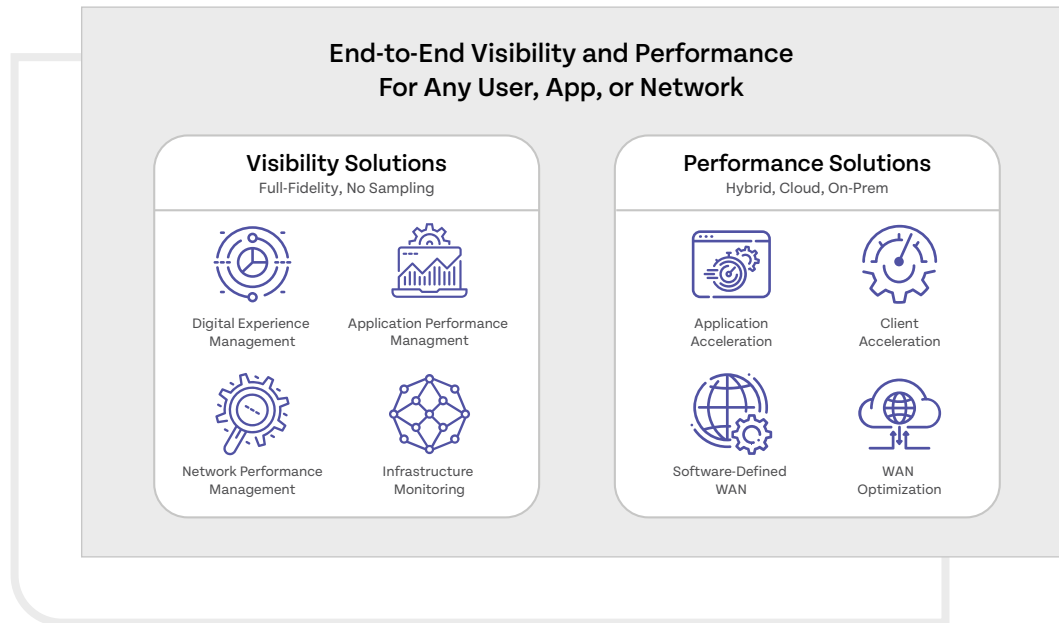 End-to-End Visibility and Performance
For Any User, App, or Network
Visibility Solutions
Full-Fidelity, No Sampling
Digital Experience
Management
Application Performance
Managment
Network Performance
Management
Infrastructure
Monitoring
Performance Solutions
Hybrid, Cloud, On-Prem
Application
Acceleration
Client
Acceleration
Software-Defined
WAN
WAN
Optimization